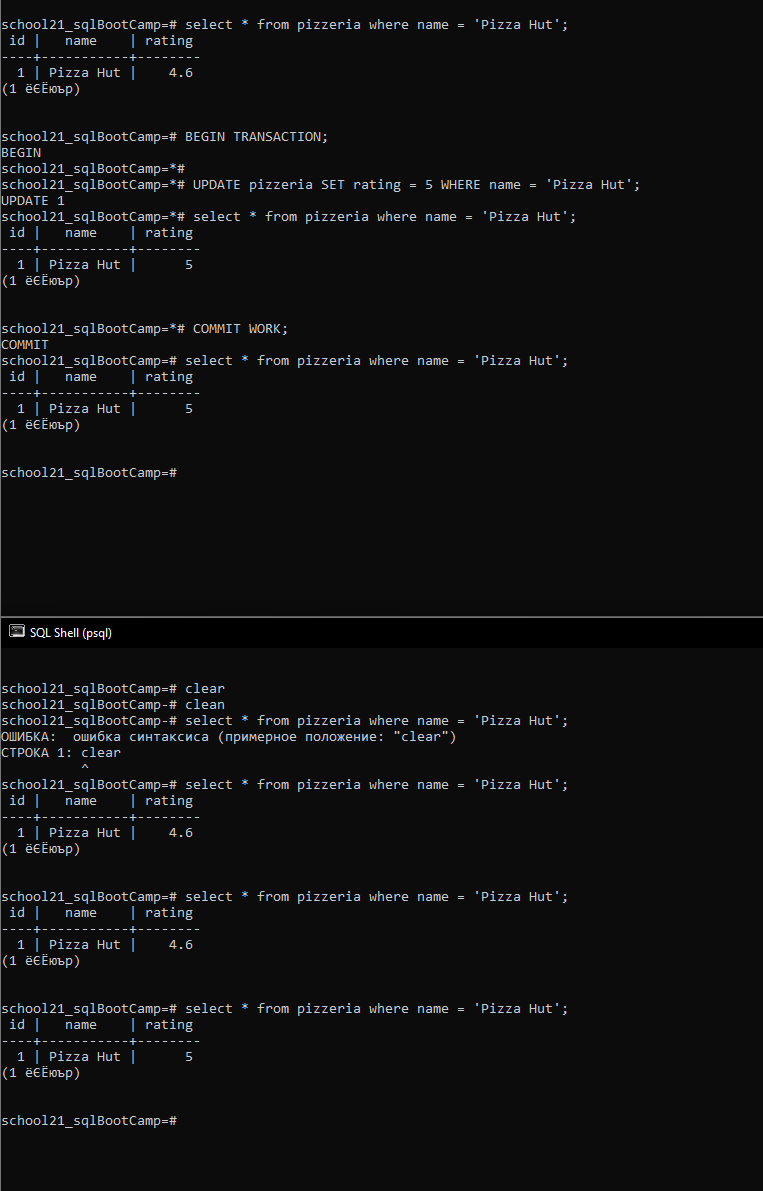 school21_sqlBootCamp=# select * from pizzeria where name = 'Pizza Hut';
 id |   name    | rating
----+-----------+--------
  1 | Pizza Hut |    4.6
(1 ёЄЁюър)
school21_sqlBootCamp=# BEGIN TRANSACTION;
BEGIN
school21_sqlBootCamp=*#
school21_sqlBootCamp=*# UPDATE pizzeria SET rating = 5 WHERE name = 'Pizza Hut';
UPDATE 1
school21_sqlBootCamp=*# select * from pizzeria where name = 'Pizza Hut';
 id |   name    | rating
----+-----------+--------
  1 | Pizza Hut |      5
(1 ёЄЁюър)
school21_sqlBootCamp=*# COMMIT WORK;
COMMIT
school21_sqlBootCamp=# select * from pizzeria where name = 'Pizza Hut';
 id |   name    | rating
----+-----------+--------
  1 | Pizza Hut |      5
(1 ёЄЁюър)
school21_sqlBootCamp=#
SQL Shell (psql)
school21_sqlBootCamp=# clear
school21_sqlBootCamp-# clean
school21_sqlBootCamp-# select * from pizzeria where name = 'Pizza Hut';
ОШИБКА:  ошибка синтаксиса (примерное положение: "clear")
СТРОКА 1: clear
          ^
school21_sqlBootCamp=# select * from pizzeria where name = 'Pizza Hut';
 id |   name    | rating
----+-----------+--------
  1 | Pizza Hut |    4.6
(1 ёЄЁюър)
school21_sqlBootCamp=# select * from pizzeria where name = 'Pizza Hut';
 id |   name    | rating
----+-----------+--------
  1 | Pizza Hut |    4.6
(1 ёЄЁюър)
school21_sqlBootCamp=# select * from pizzeria where name = 'Pizza Hut';
 id |   name    | rating
----+-----------+--------
  1 | Pizza Hut |      5
(1 ёЄЁюър)
school21_sqlBootCamp=#